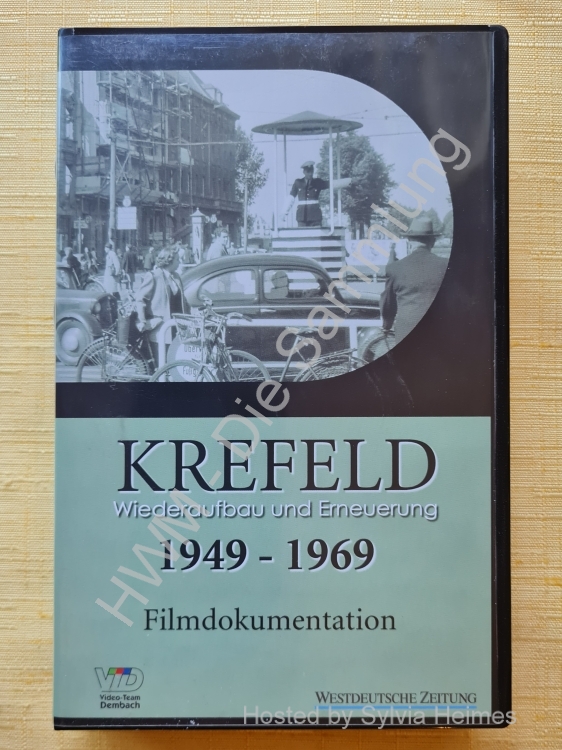 KREFELD
Wiederaufbau und Erneuerung
1949 - 1969
Filmdokumentation
VTD
Video-Team
Dembach
WESTDEUTSCHE ZEITUNG
HWM - Die Sammlung
Hosted by Sylvia Heimes